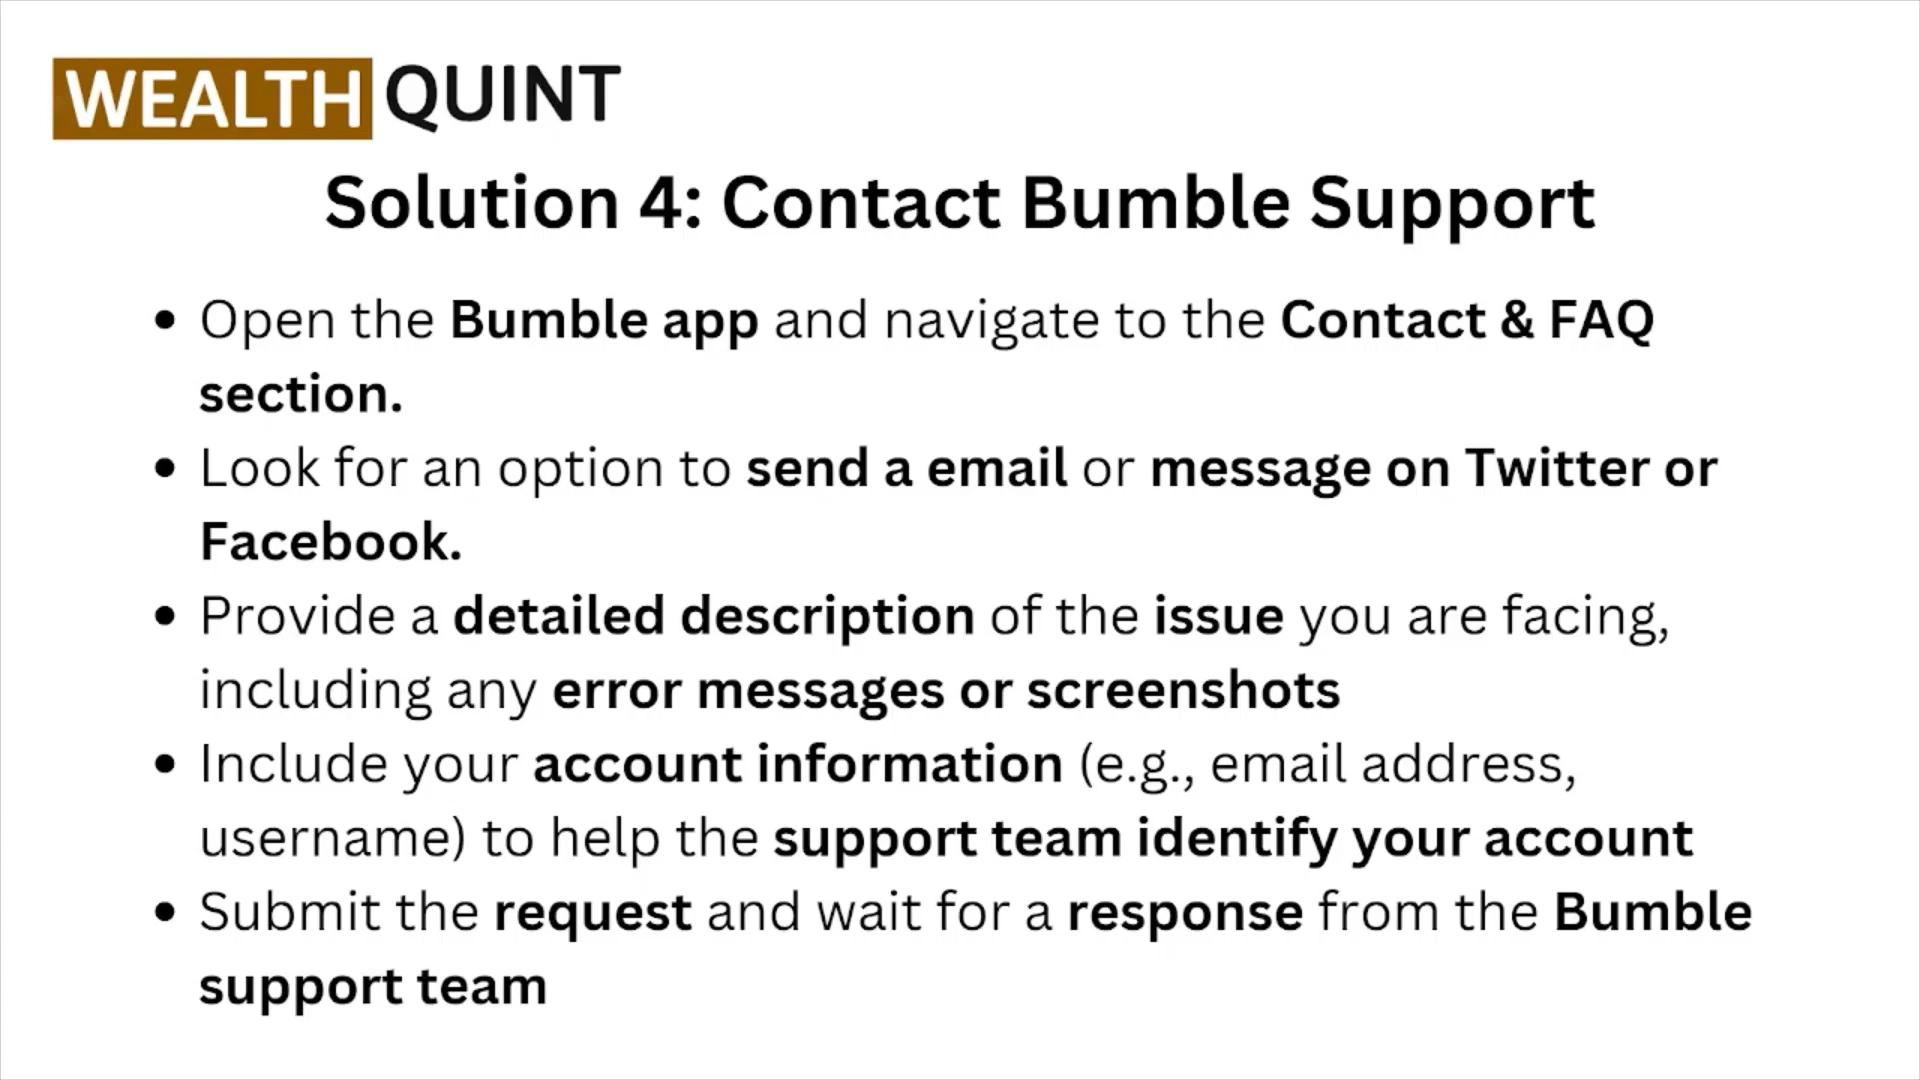 WEALTH QUINT
Solution 4: Contact Bumble Support
• Open the Bumble app and navigate to the Contact & FAQ
section.
• Look for an option to send a email or message on Twitter or
Facebook.
• Provide a detailed description of the issue you are facing,
including any error messages or screenshots
• Include your account information (e.g., email address,
username) to help the support team identify your account
• Submit the request and wait for a response from the Bumble
support team